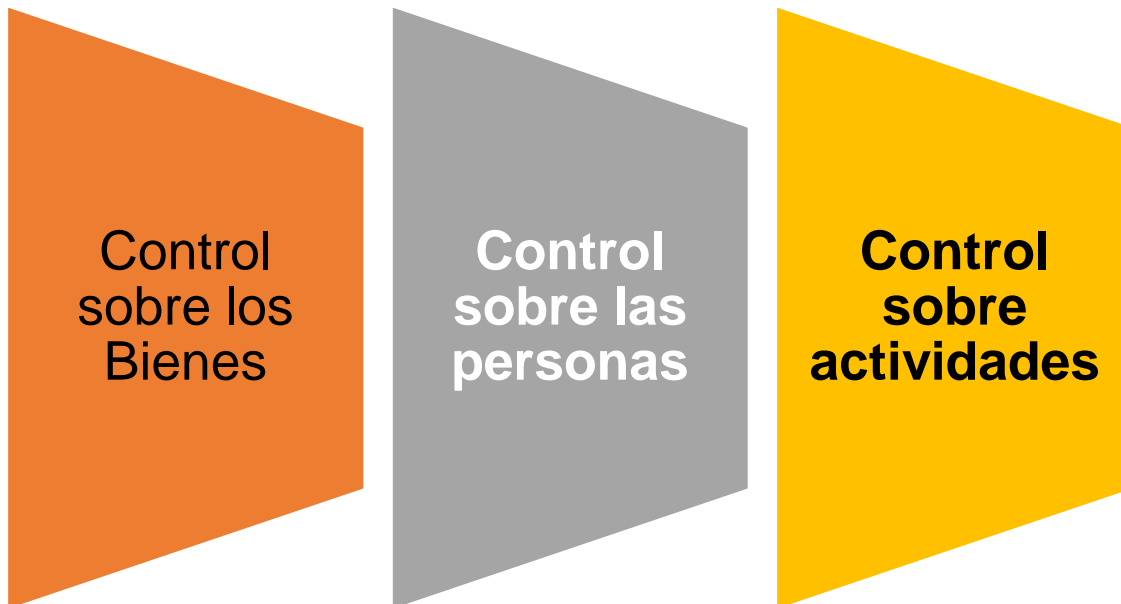 Control
sobre los
Bienes
Control
sobre las
personas
Control
sobre
actividades